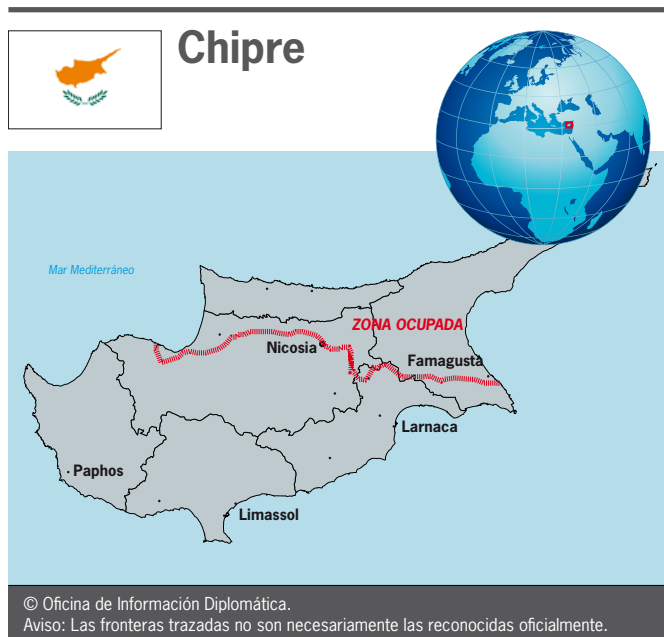 Chipre
Mar Mediterráneo
ZONA OCUPADA
Nicosia
Famagusta
Larnaca
Paphos
Limassol
© Oficina de Información Diplomática.
Aviso: Las fronteras trazadas no son necesariamente las reconocidas oficialmente.